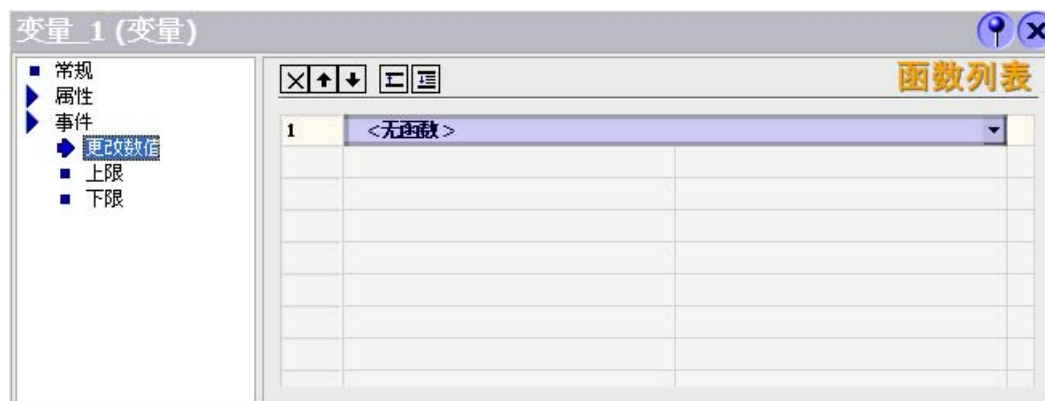 变量_1 (变量)
常规
属性
事件
更改数值
上限
下限
函数列表
1 <无函数>